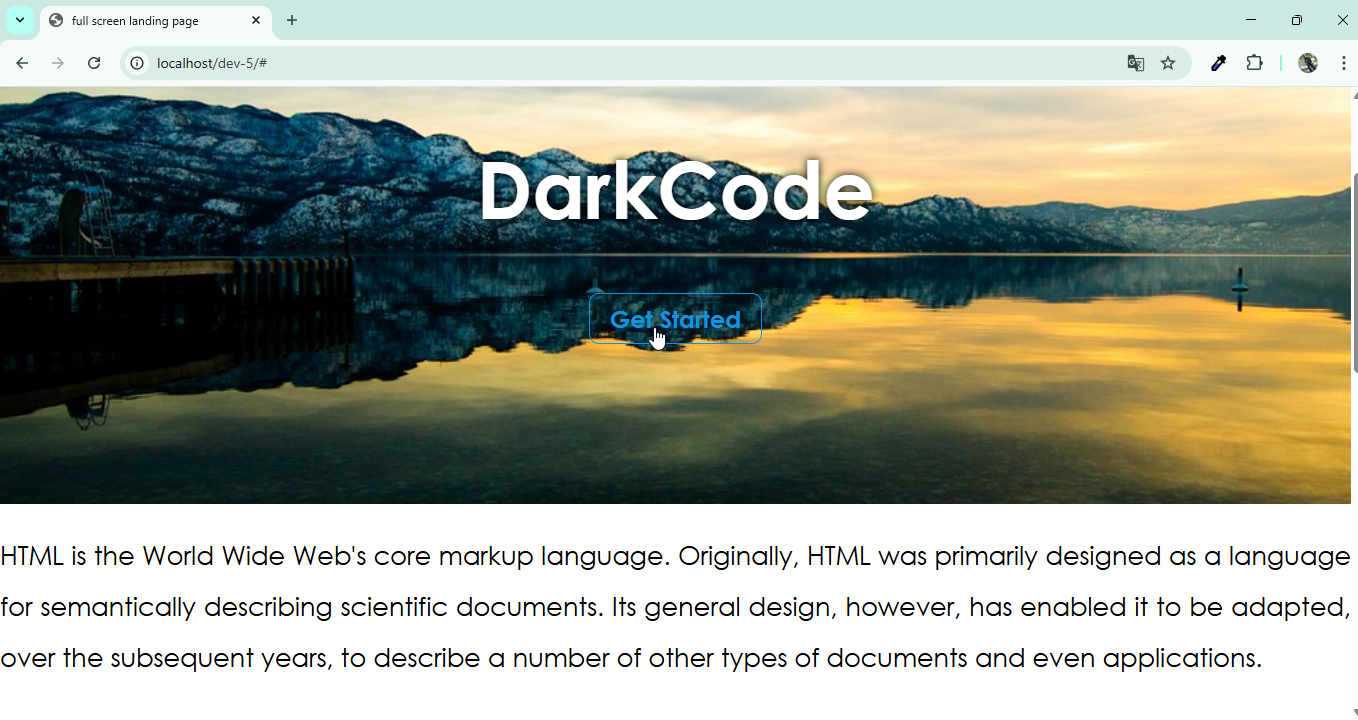 full screen landing page
localhost/dev-5/#
DarkCode
Get Started
HTML is the World Wide Web's core markup language. Originally, HTML was primarily designed as a language
for semantically describing scientific documents. Its general design, however, has enabled it to be adapted,
over the subsequent years, to describe a number of other types of documents and even applications.